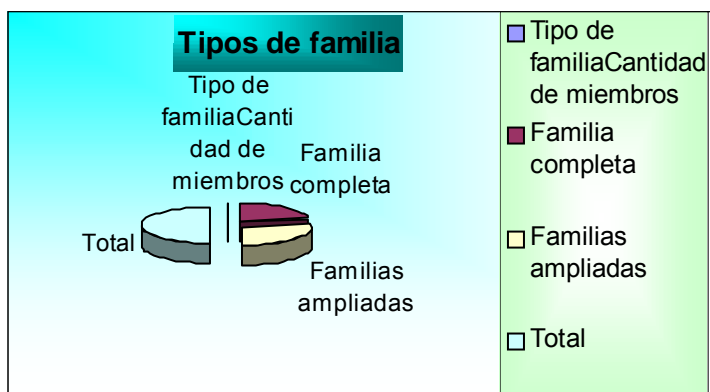 Tipos de familia
Tipo de
familiaCanti
dad de
miembros
Familia
completa
Total
Familias
ampliadas
Tipo de
familiaCantidad
de miembros
Familia
completa
Familias
ampliadas
Total